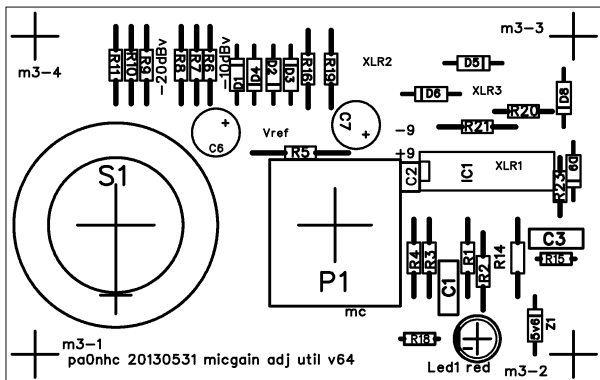 m3-4
R11
R10
R9
-20dBv
R8
R7
R6
-10dBv
D1
D4
D2
D3
R16
R19
XLR2
m3-3
D5
D6
XLR3
D8
R20
R21
C6
C7
Vref
-9
+9
R5
C2
IC1
XLR1
R23
D9
S1
P1
mc
R4
R3
C1
R1
R2
R14
C3
R15
R18
Led1 red
5v6
Z1
m3-1
m3-2
pa0nhc 20130531 micgain adj util v64